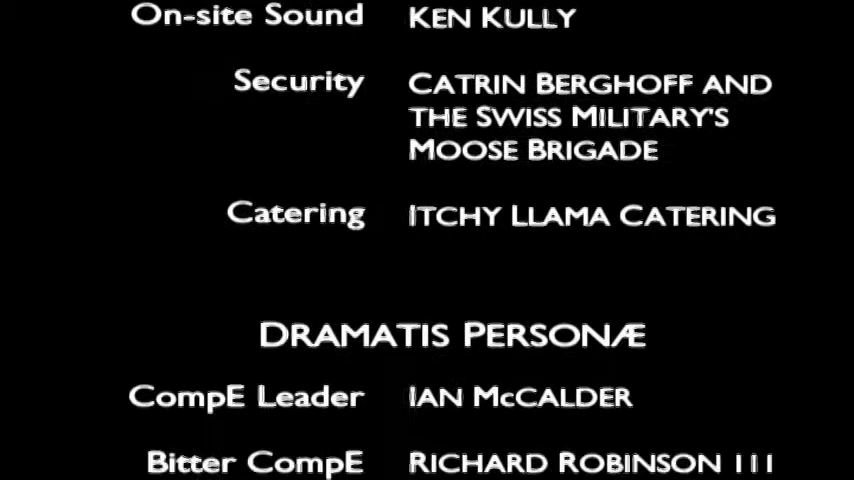 On-site Sound KEN KULLY
Security CATRIN BERGHOFF AND
THE SWISS MILITARY'S
MOOSE BRIGADE
Catering ITCHY LLAMA CATERING
DRAMATIS PERSONÆ
CompE Leader IAN McCALDER
Bitter CompE RICHARD ROBINSON III